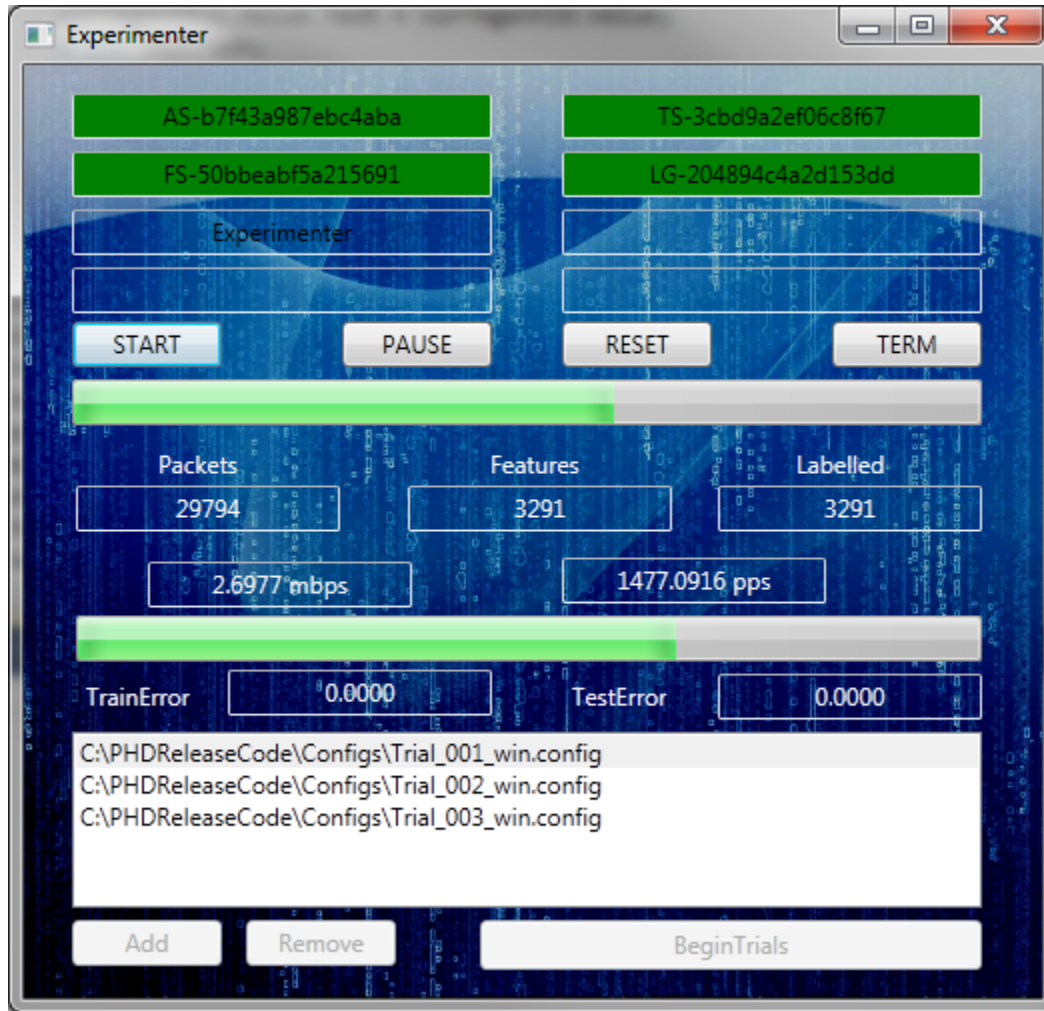 Experimenter
AS-b7f43a987ebc4aba TS-3cbd9a2ef06c8f67
FS-50bbeabf5a215691 LG-204894c4a2d153dd
Experimenter
START PAUSE RESET TERM
Packets Features Labelled
29794 3291 3291
2.6977 mbps 1477.0916 pps
TrainError 0.0000 TestError 0.0000
C:\PHDReleaseCode\Configs\Trial_001_win.config
C:\PHDReleaseCode\Configs\Trial_002_win.config
C:\PHDReleaseCode\Configs\Trial_003_win.config
Add Remove BeginTrials